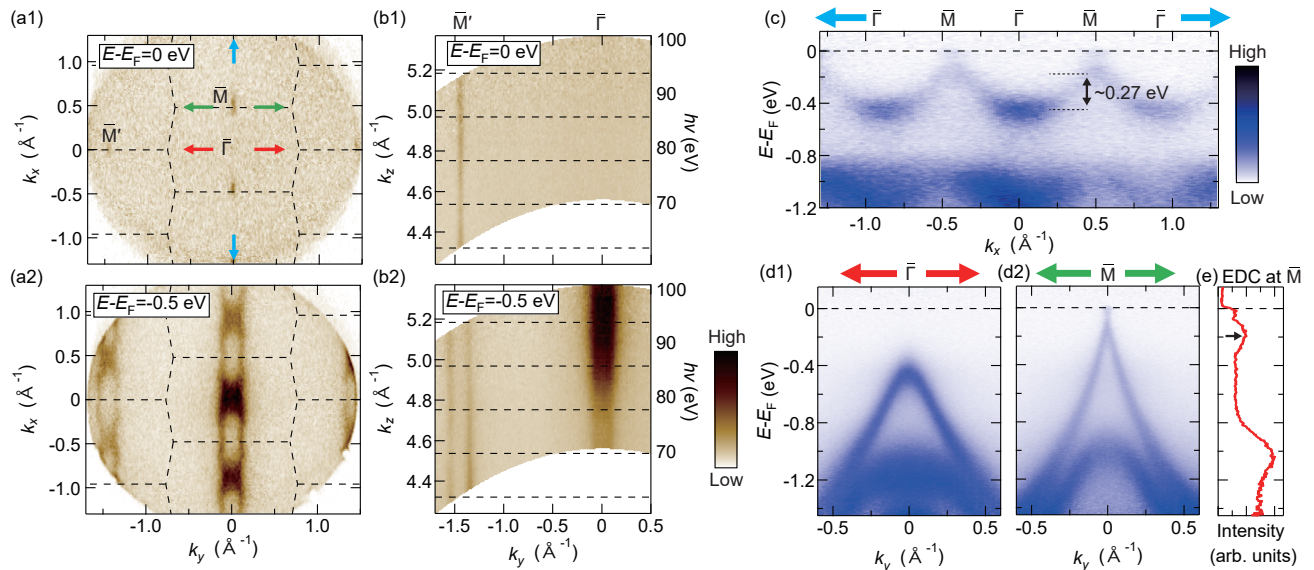 (a1)
E-EF=0 eV
M̄
M̄′
Γ̄
kx (Å⁻¹)
1.0
0.5
0
-0.5
-1.0
(a2)
E-EF=-0.5 eV
kx (Å⁻¹)
1.0
0.5
0
-0.5
-1.0
-1.0
0
1.0
ky (Å⁻¹)
(b1)
M̄′
Γ̄
E-EF=0 eV
kz (Å⁻¹)
5.2
5.0
4.8
4.6
4.4
100
90
80
70
hν (eV)
(b2)
E-EF=-0.5 eV
kz (Å⁻¹)
5.2
5.0
4.8
4.6
4.4
100
90
80
70
hν (eV)
-1.5
-1.0
-0.5
0
0.5
ky (Å⁻¹)
High
Low
(c)
Γ̄
M̄
Γ̄
M̄
Γ̄
E-EF (eV)
0
-0.4
-0.8
-1.2
~0.27 eV
-1.0
-0.5
0
0.5
1.0
kx (Å⁻¹)
High
Low
(d1)
Γ̄
E-EF (eV)
0
-0.4
-0.8
-1.2
-0.5
0
0.5
ky (Å⁻¹)
(d2)
M̄
-0.5
0
0.5
ky (Å⁻¹)
(e) EDC at M̄
Intensity
(arb. units)